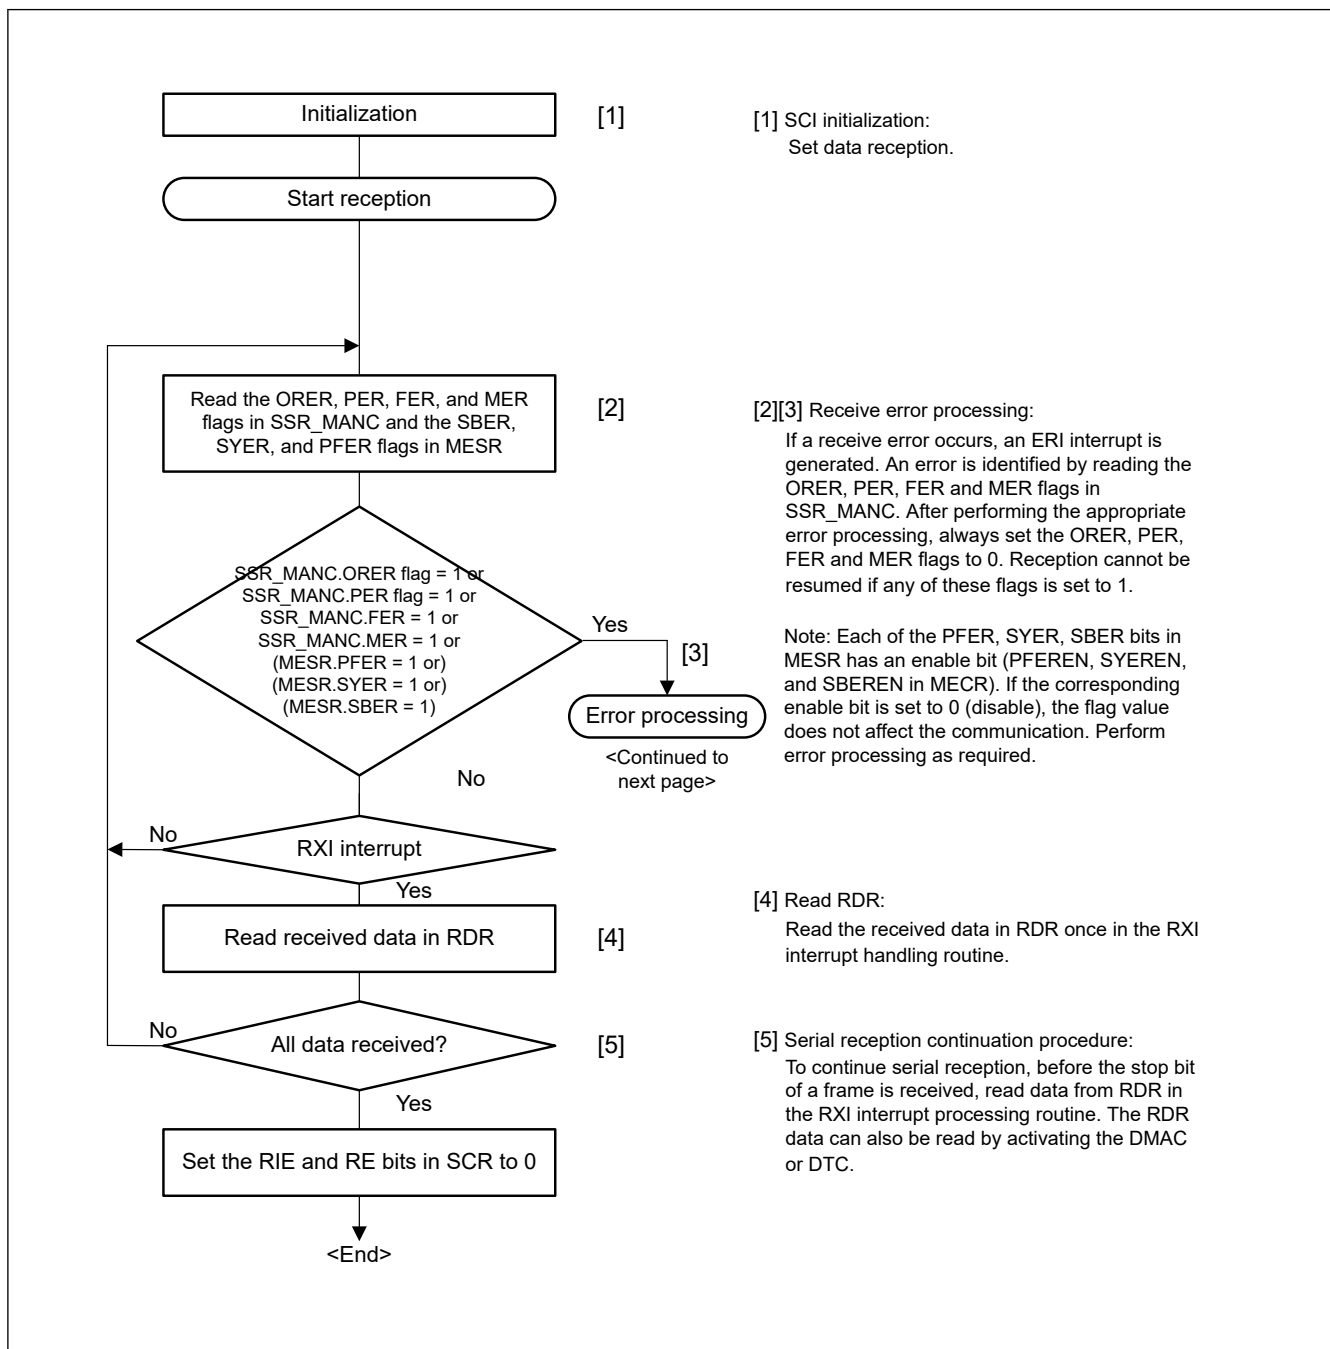 Initialization
[1]
[1] SCI initialization:
Set data reception.
Start reception
Read the ORER, PER, FER, and MER
flags in SSR_MANC and the SBER,
SYER, and PFER flags in MESR
[2]
[2][3] Receive error processing:
If a receive error occurs, an ERI interrupt is
generated. An error is identified by reading the
ORER, PER, FER and MER flags in
SSR_MANC. After performing the appropriate
error processing, always set the ORER, PER,
FER and MER flags to 0. Reception cannot be
resumed if any of these flags is set to 1.
Note: Each of the PFER, SYER, SBER bits in
MESR has an enable bit (PFEREN, SYEREN,
and SBEREN in MECR). If the corresponding
enable bit is set to 0 (disable), the flag value
does not affect the communication. Perform
error processing as required.
SSR_MANC.ORER flag = 1 or
SSR_MANC.PER flag = 1 or
SSR_MANC.FER = 1 or
SSR_MANC.MER = 1 or
(MESR.PFER = 1 or)
(MESR.SYER = 1 or)
(MESR.SBER = 1)
Yes
[3]
Error processing
<Continued to
next page>
No
RXI interrupt
No
Yes
Read received data in RDR
[4]
[4] Read RDR:
Read the received data in RDR once in the RXI
interrupt handling routine.
No
All data received?
[5]
[5] Serial reception continuation procedure:
To continue serial reception, before the stop bit
of a frame is received, read data from RDR in
the RXI interrupt processing routine. The RDR
data can also be read by activating the DMAC
or DTC.
Yes
Set the RIE and RE bits in SCR to 0
<End>